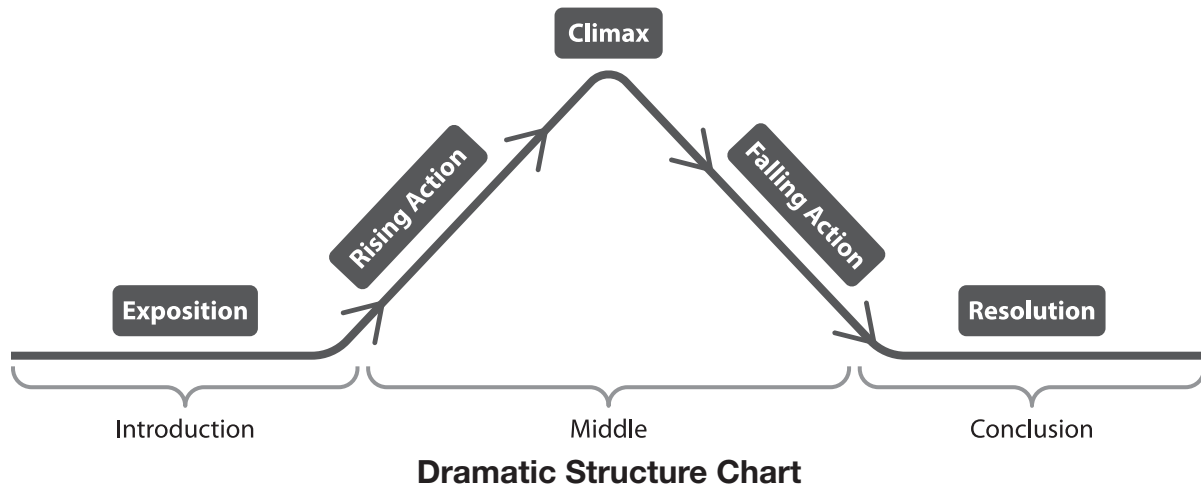 Climax
Rising Action
Falling Action
Exposition
Resolution
Introduction
Middle
Conclusion
Dramatic Structure Chart